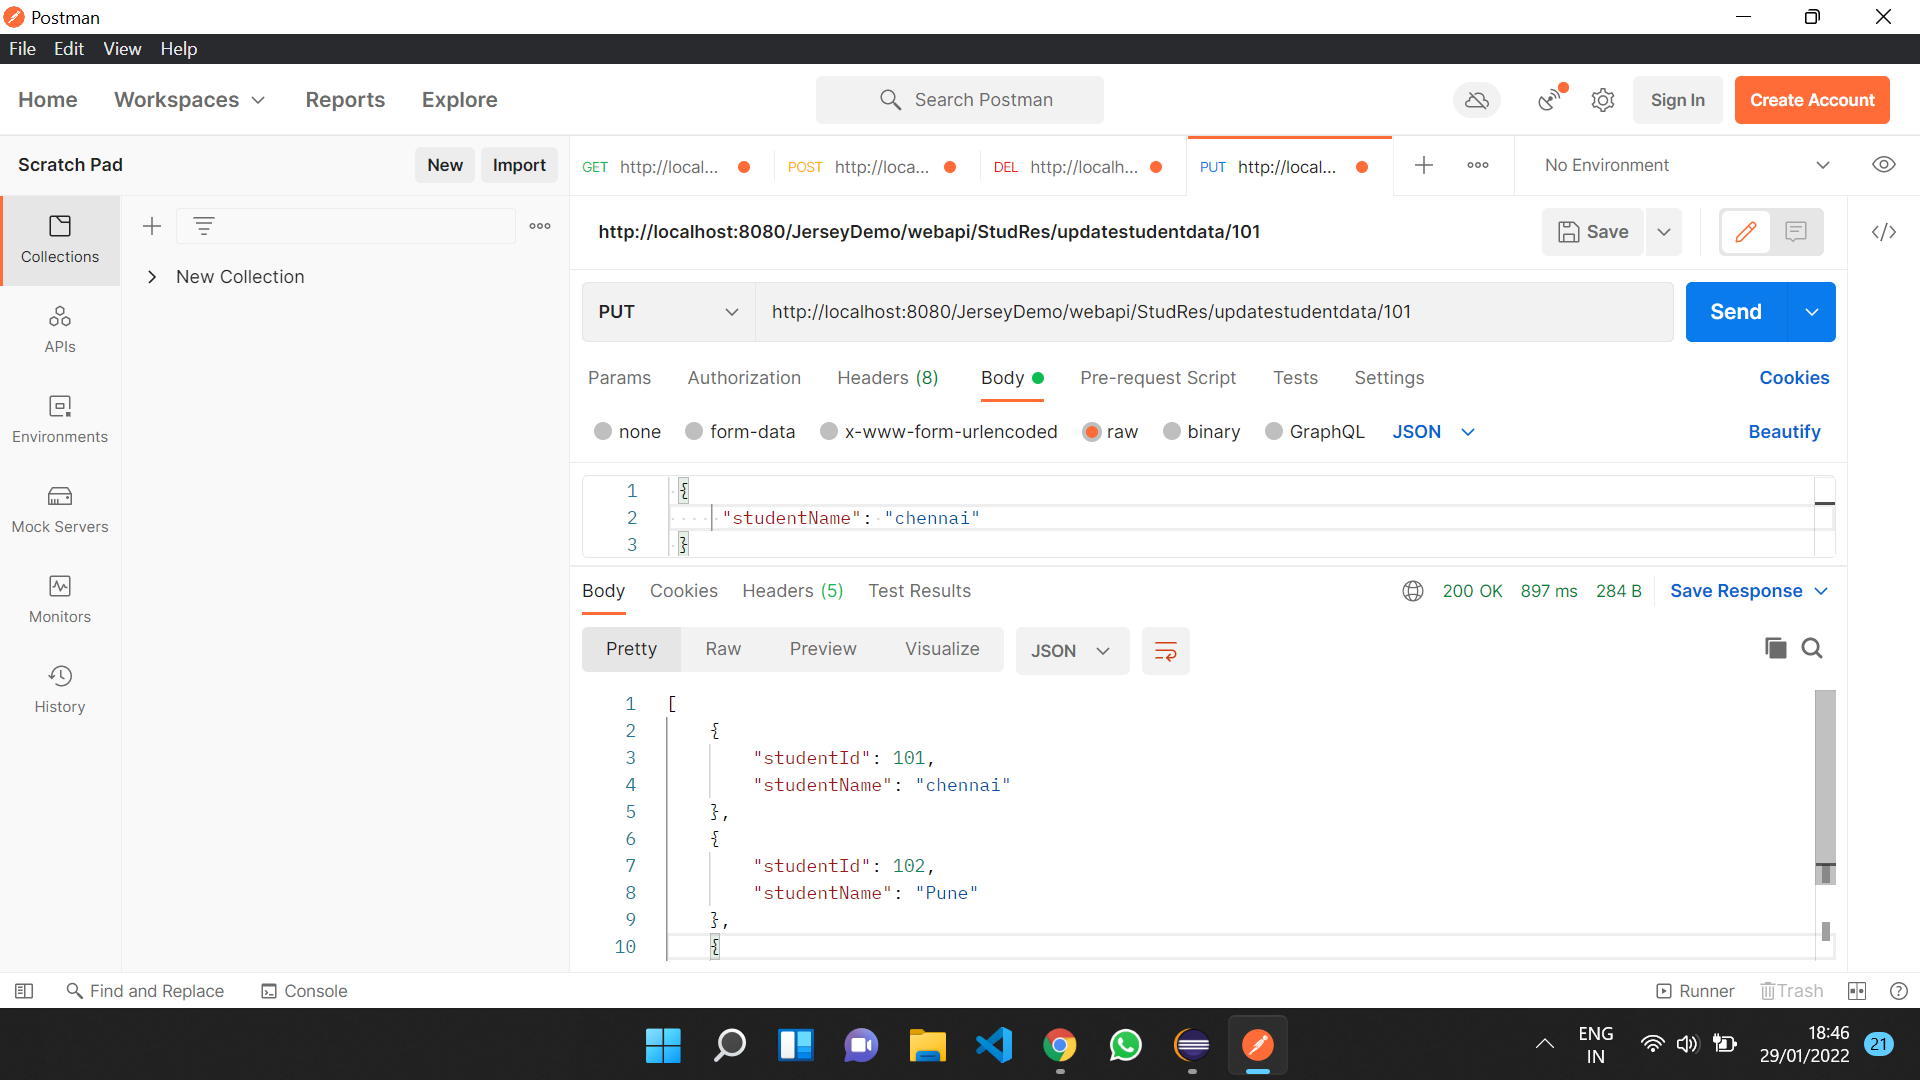 Postman
File Edit View Help
Home Workspaces Reports Explore Search Postman Sign In Create Account
Scratch Pad New Import GET http://local... POST http://loca... DEL http://localh... PUT http://local... No Environment
http://localhost:8080/JerseyDemo/webapi/StudRes/updatestudentdata/101 Save
Collections
New Collection
APIs
Environments
Mock Servers
Monitors
History
PUT http://localhost:8080/JerseyDemo/webapi/StudRes/updatestudentdata/101 Send
Params Authorization Headers (8) Body Pre-request Script Tests Settings Cookies
none form-data x-www-form-urlencoded raw binary GraphQL JSON Beautify
1 {
2 "studentName": "chennai"
3 }
Body Cookies Headers (5) Test Results 200 OK 897 ms 284 B Save Response
Pretty Raw Preview Visualize JSON
1 [
2 {
3 "studentId": 101,
4 "studentName": "chennai"
5 },
6 {
7 "studentId": 102,
8 "studentName": "Pune"
9 },
10 {
Find and Replace Console Runner Trash
ENG
IN
18:46
29/01/2022
21